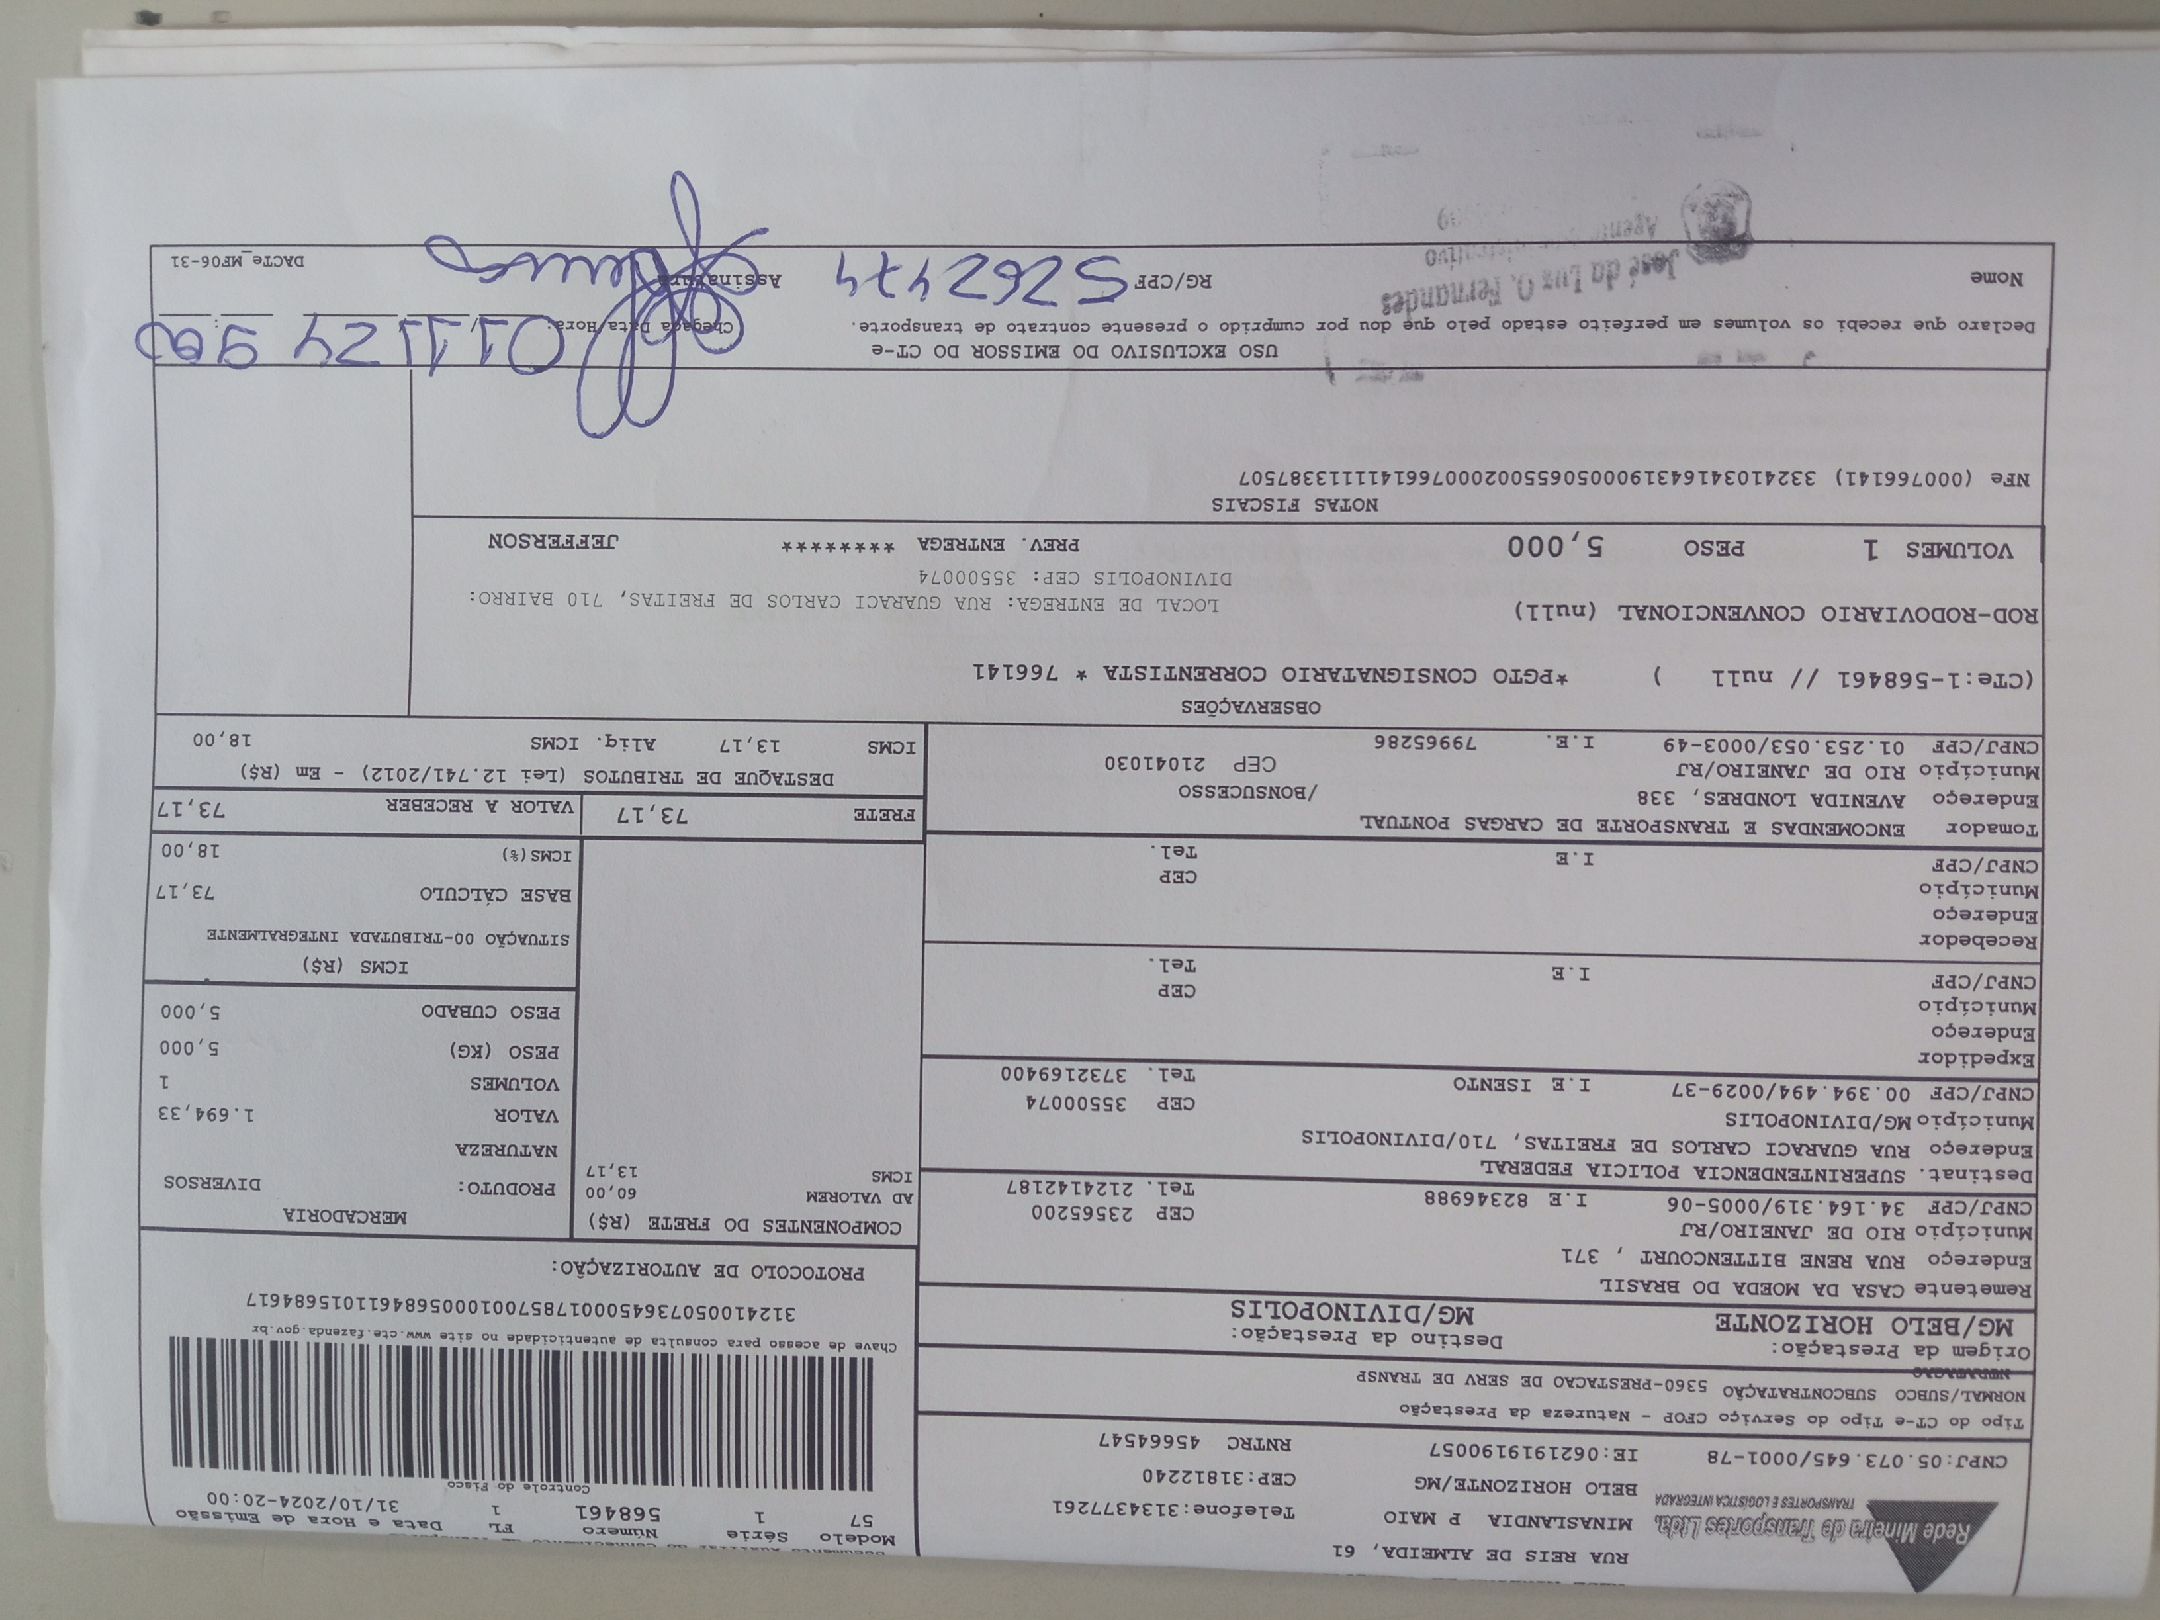 RUA REIS DE ALMEIDA, 61
Rede Mineira de Transportes Ltda.
TRANSPORTES E LOGÍSTICA INTEGRADA
MINASLANDIA P MAIO Telefone:3134377261
BELO HORIZONTE/MG CEP:31812240
CNPJ:05.073.645/0001-78 IE:0621919190057 RNTRC 45664547
Modelo Série Número FL Data e Hora de Emissão
57 1 568461 1 31/10/2024-20:00
Controle do Fisco
Chave de acesso para consulta de autenticidade no site www.cte.fazenda.gov.br
31241005073645000178570010005684611015684617
PROTOCOLO DE AUTORIZAÇÃO:
Tipo do CT-e Tipo do Serviço CFOP - Natureza da Prestação
NORMAL/SUBCO SUBCONTRATAÇÃO 5360-PRESTACAO DE SERV DE TRANSP
Origem da Prestação: Destino da Prestação:
MG/BELO HORIZONTE MG/DIVINOPOLIS
Remetente CASA DA MOEDA DO BRASIL
Endereço RUA RENE BITTENCOURT , 371
Município RIO DE JANEIRO/RJ CEP 23565200
CNPJ/CPF 34.164.319/0005-06 I.E 82346988 Tel. 2124142187
Destinat. SUPERINTENDENCIA POLICIA FEDERAL
Endereço RUA GUARACI CARLOS DE FREITAS, 710/DIVINOPOLIS
Município MG/DIVINOPOLIS CEP 35500074
CNPJ/CPF 00.394.494/0029-37 I.E ISENTO Tel. 3732169400
Expedidor
Endereço
Município CEP
CNPJ/CPF I.E Tel.
Recebedor
Endereço
Município CEP
CNPJ/CPF I.E Tel.
Tomador ENCOMENDAS E TRANSPORTE DE CARGAS PONTUAL
Endereço AVENIDA LONDRES, 338 /BONSUCESSO
Município RIO DE JANEIRO/RJ CEP 21041030
CNPJ/CPF 01.253.053/0003-49 I.E. 79965286
COMPONENTES DO FRETE (R$)
AD VALOREM 60,00
ICMS 13,17
MERCADORIA
PRODUTO: DIVERSOS
NATUREZA
VALOR 1.694,33
VOLUMES 1
PESO (KG) 5,000
PESO CUBADO 5,000
ICMS (R$)
SITUAÇÃO 00-TRIBUTADA INTEGRALMENTE
BASE CÁLCULO 73,17
ICMS(%) 18,00
FRETE 73,17 VALOR A RECEBER 73,17
DESTAQUE DE TRIBUTOS (Lei 12.741/2012) - Em (R$)
ICMS 13,17 Aliq. ICMS 18,00
OBSERVAÇÕES
(CTe:1-568461 // null ) *PGTO CONSIGNATARIO CORRENTISTA * 766141
ROD-RODOVIARIO CONVENCIONAL (null) LOCAL DE ENTREGA: RUA GUARACI CARLOS DE FREITAS, 710 BAIRRO:
DIVINOPOLIS CEP: 35500074
VOLUMES 1 PESO 5,000 PREV. ENTREGA ******** JEFFERSON
NOTAS FISCAIS
NFe (000766141) 332410341643190005065500200076614111113387507
USO EXCLUSIVO DO EMISSOR DO CT-e
Declaro que recebi os volumes em perfeito estado pelo que dou por cumprido o presente contrato de transporte. Chegada Data/Hora: 01 11 24 900
Nome José da Luz O. Fernandes RG/CPF 5262474 Assinatura DACTe_MF06-31
Agente